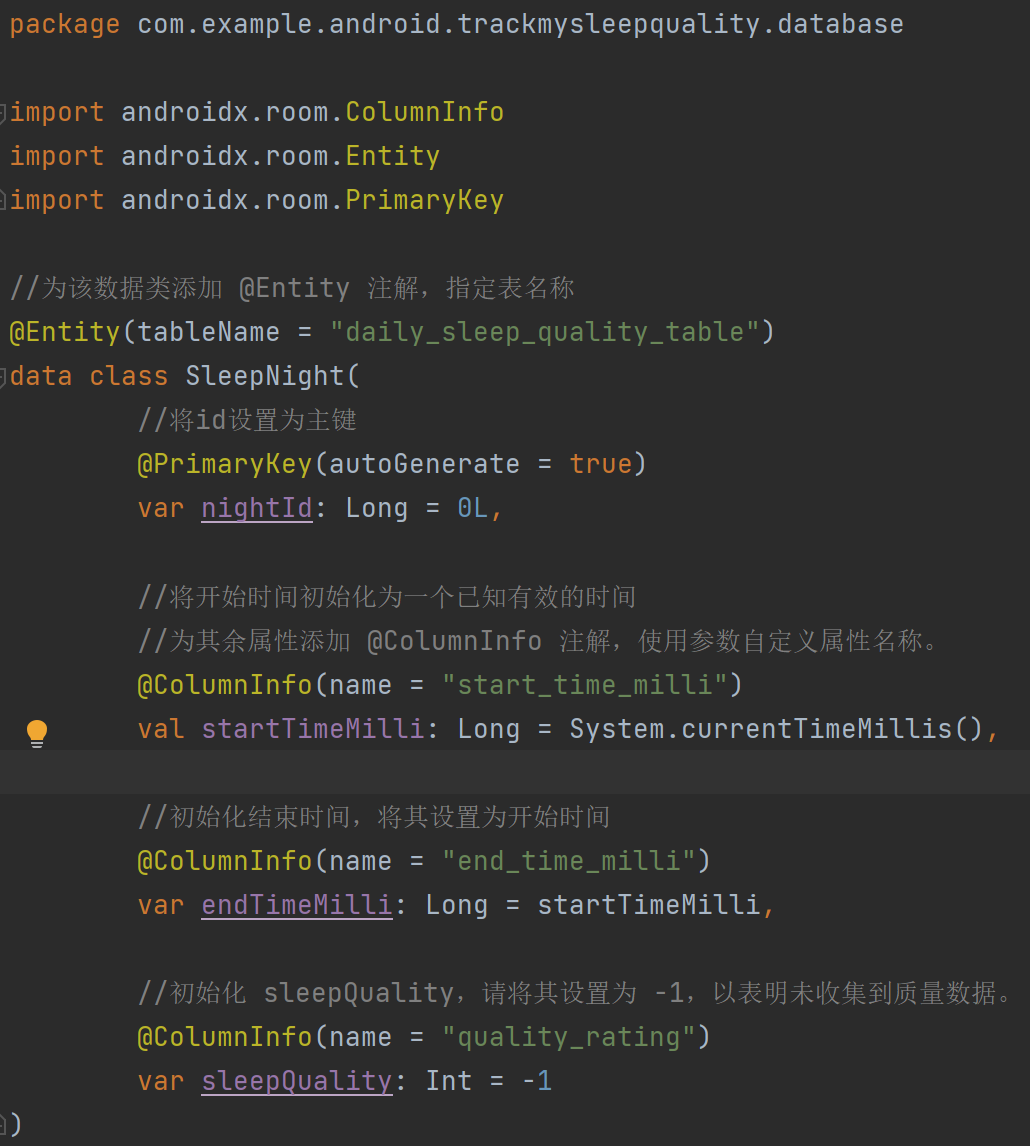 package com.example.android.trackmysleepquality.database
import androidx.room.ColumnInfo
import androidx.room.Entity
import androidx.room.PrimaryKey
//为该数据类添加 @Entity 注解，指定表名称
@Entity(tableName = "daily_sleep_quality_table")
data class SleepNight(
//将id设置为主键
@PrimaryKey(autoGenerate = true)
var nightId: Long = 0L,
//将开始时间初始化为一个已知有效的时间
//为其余属性添加 @ColumnInfo 注解，使用参数自定义属性名称。
@ColumnInfo(name = "start_time_milli")
val startTimeMilli: Long = System.currentTimeMillis(),
//初始化结束时间，将其设置为开始时间
@ColumnInfo(name = "end_time_milli")
var endTimeMilli: Long = startTimeMilli,
//初始化 sleepQuality，请将其设置为 -1，以表明未收集到质量数据。
@ColumnInfo(name = "quality_rating")
var sleepQuality: Int = -1
)